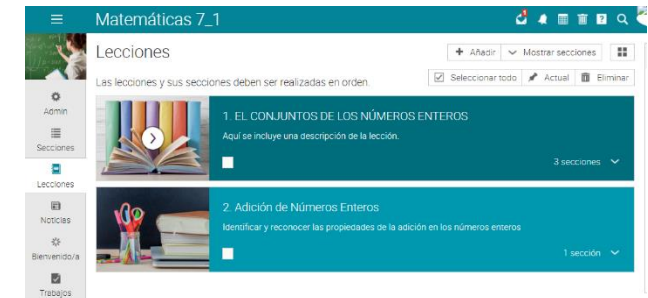 Matemáticas 7_1
Lecciones
Añadir
Mostrar secciones
Las lecciones y sus secciones deben ser realizadas en orden.
Seleccionar todo
Actual
Eliminar
Admin
Secciones
Lecciones
Noticias
Bienvenido/a
Trabajos
1. EL CONJUNTOS DE LOS NÚMEROS ENTEROS
Aquí se incluye una descripción de la lección.
3 secciones
2. Adición de Números Enteros
Identificar y reconocer las propiedades de la adición en los números enteros
1 sección